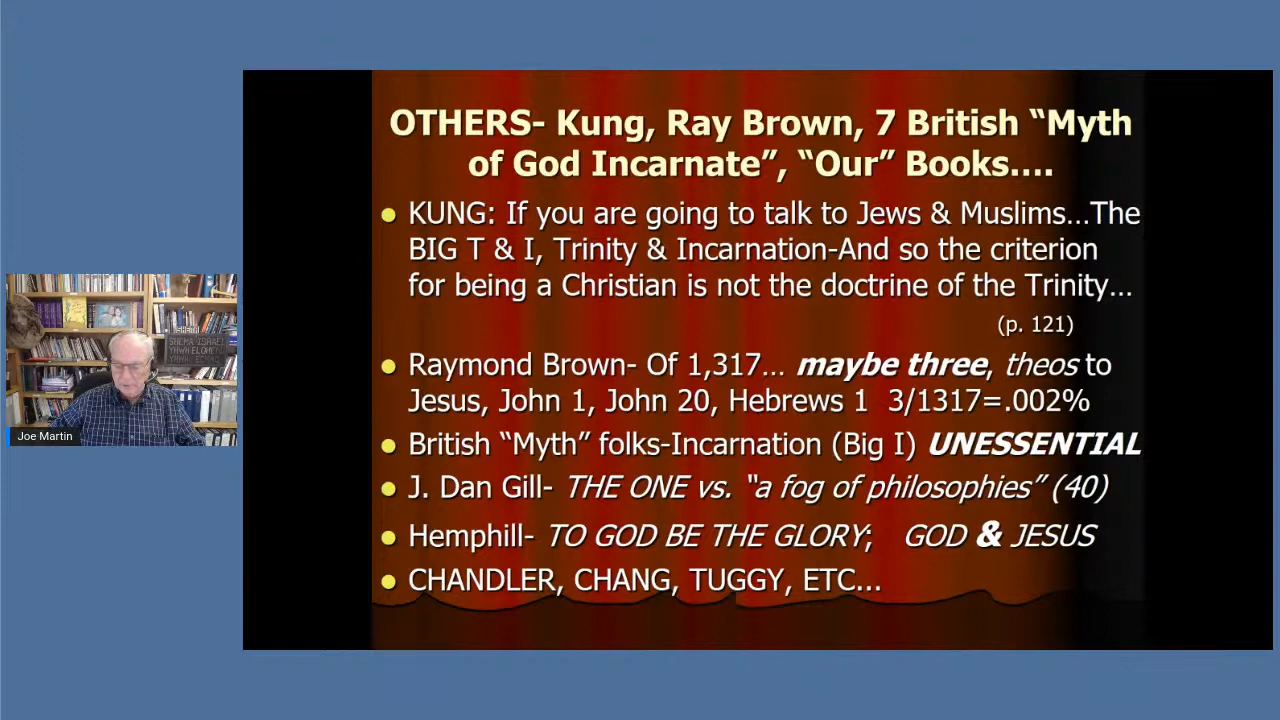 OTHERS- Kung, Ray Brown, 7 British “Myth
of God Incarnate”, “Our” Books....
KUNG: If you are going to talk to Jews & Muslims...The
BIG T & I, Trinity & Incarnation-And so the criterion
for being a Christian is not the doctrine of the Trinity...
(p. 121)
Raymond Brown- Of 1,317... maybe three, theos to
Jesus, John 1, John 20, Hebrews 1 3/1317=.002%
British “Myth” folks-Incarnation (Big I) UNESSENTIAL
J. Dan Gill- THE ONE vs. “a fog of philosophies” (40)
Hemphill- TO GOD BE THE GLORY; GOD & JESUS
CHANDLER, CHANG, TUGGY, ETC...
SHEMA ISRAEL
Joe Martin